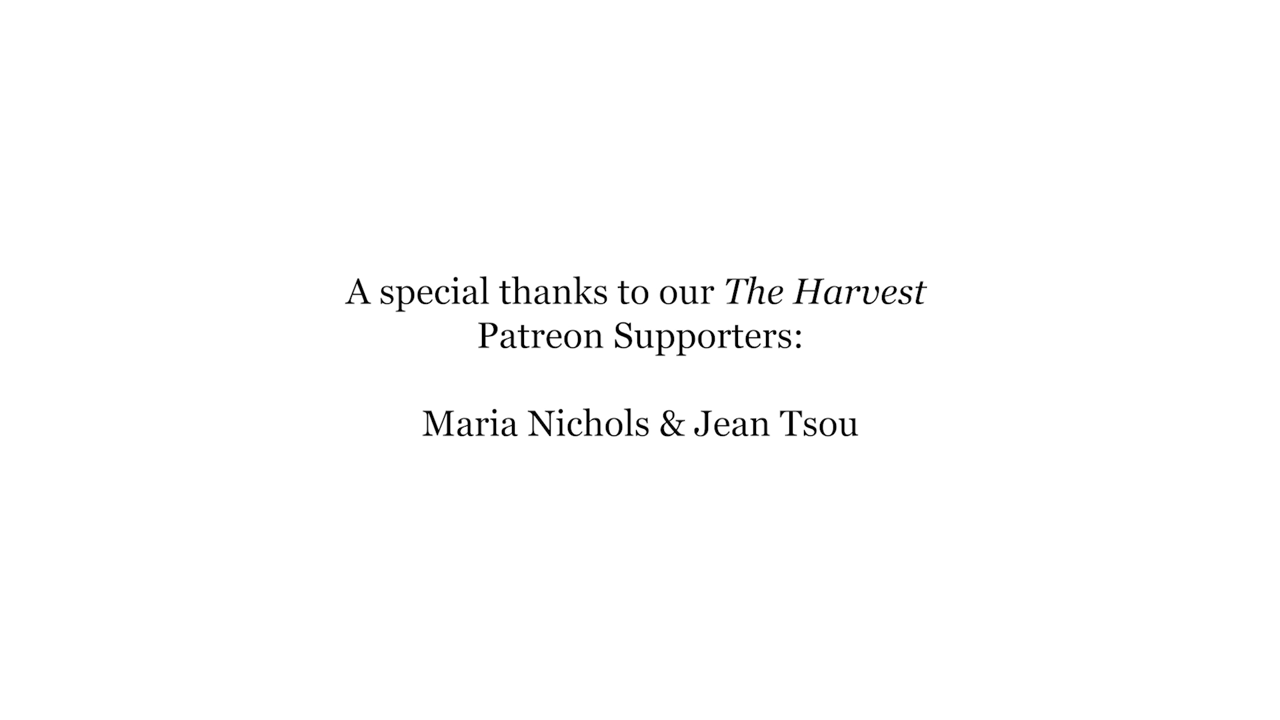 A special thanks to our The Harvest
Patreon Supporters:
Maria Nichols & Jean Tsou